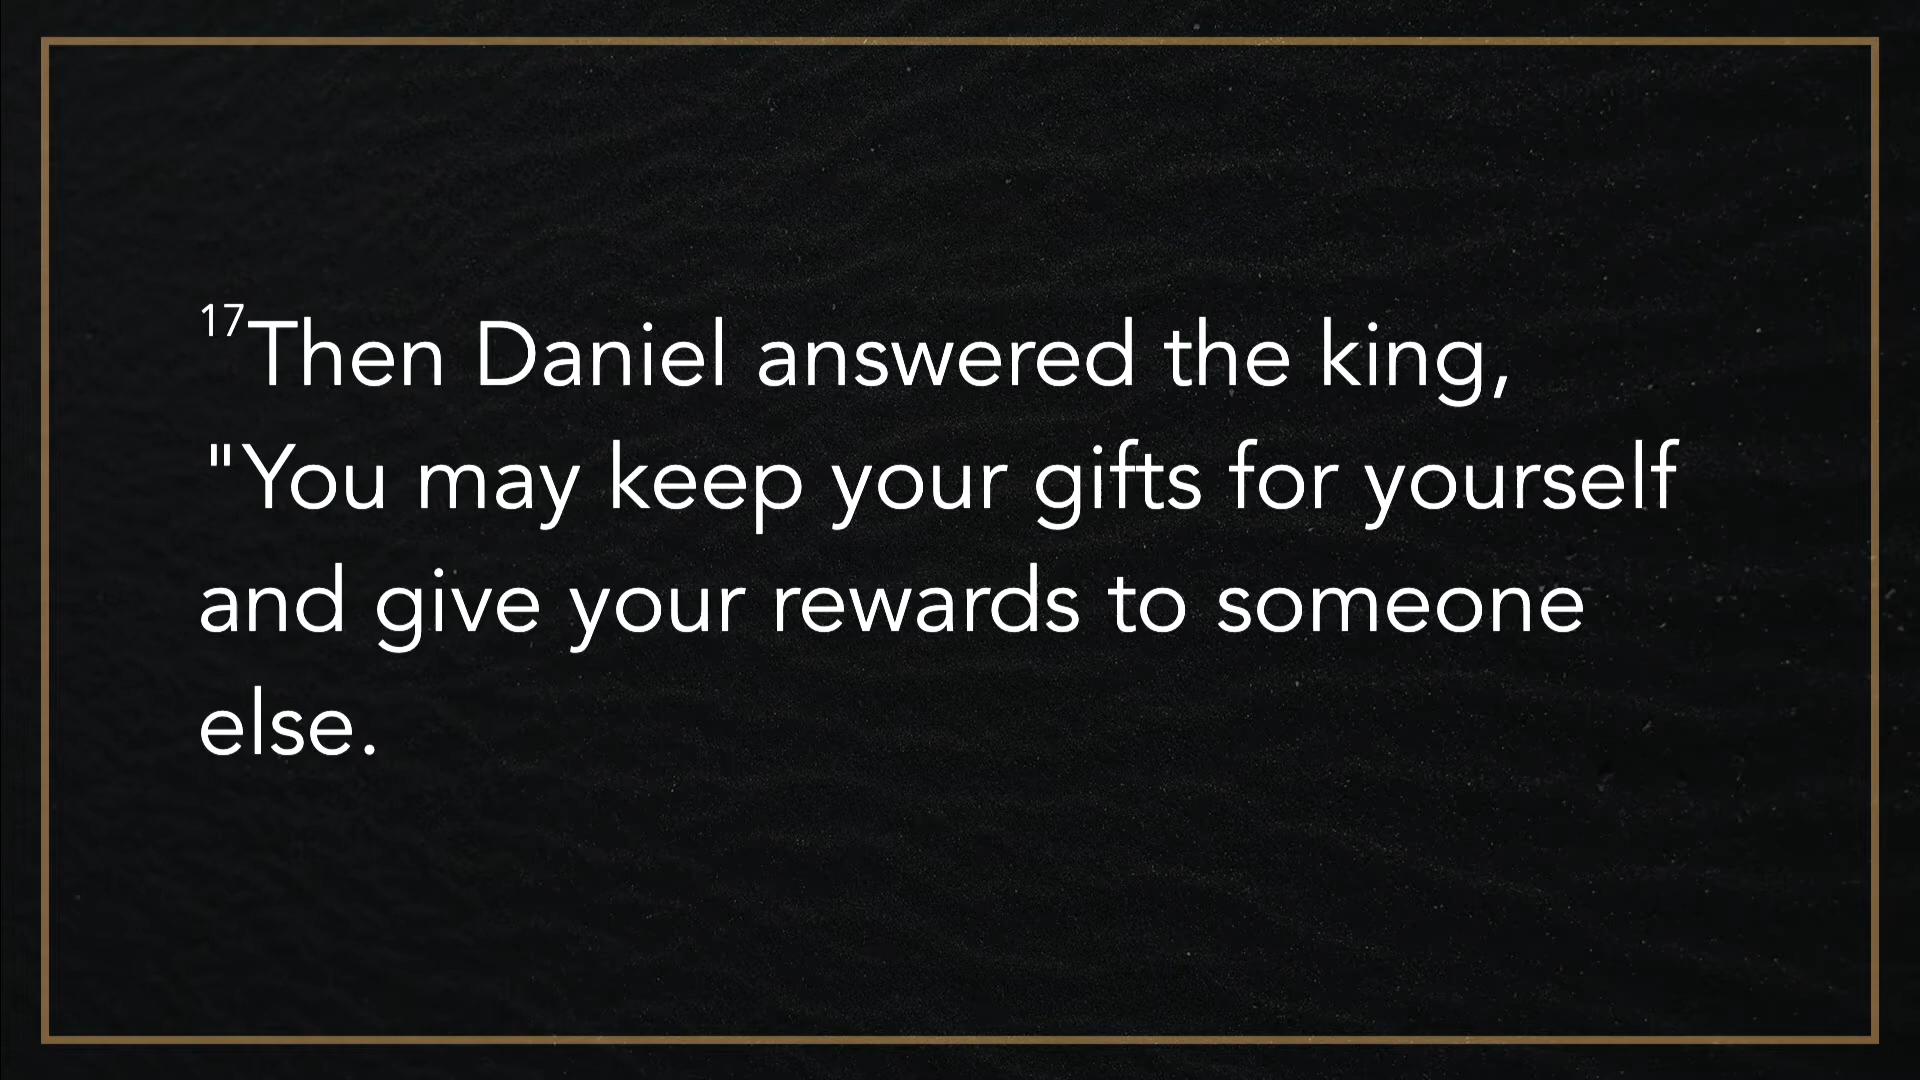 17Then Daniel answered the king,
"You may keep your gifts for yourself
and give your rewards to someone
else.